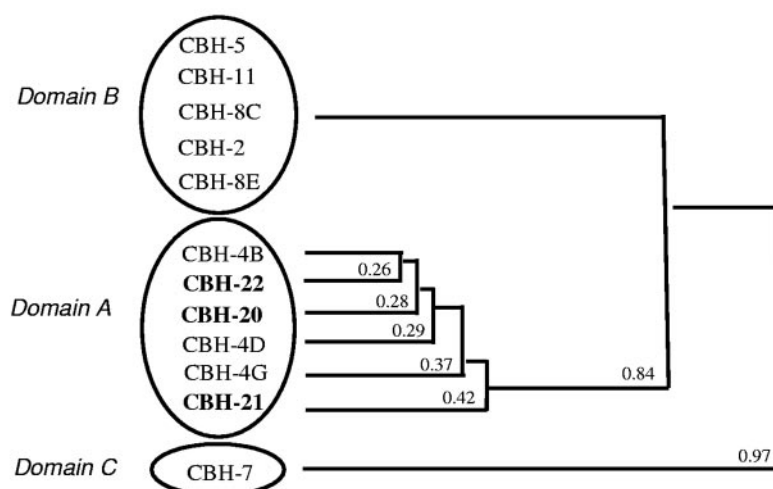 Domain B
CBH-5
CBH-11
CBH-8C
CBH-2
CBH-8E
Domain A
CBH-4B
CBH-22
CBH-20
CBH-4D
CBH-4G
CBH-21
0.26
0.28
0.29
0.37
0.42
0.84
Domain C
CBH-7
0.97